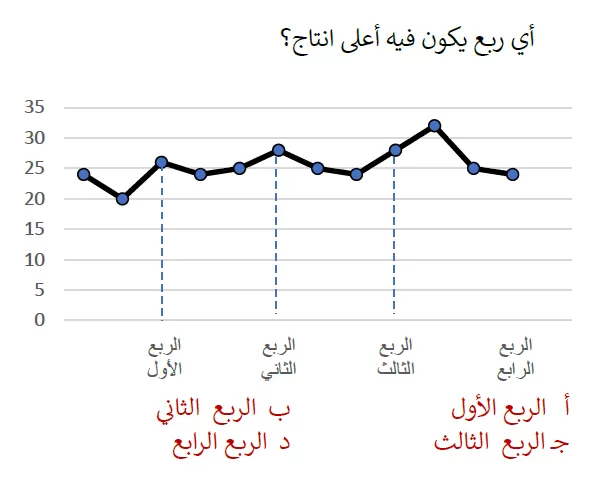 أي ربع يكون فيه أعلى انتاج؟
35
30
25
20
15
10
5
0
الربع الأول
الربع الثاني
الربع الثالث
الربع الرابع
أ الربع الأول
ب الربع الثاني
جـ الربع الثالث
د الربع الرابع